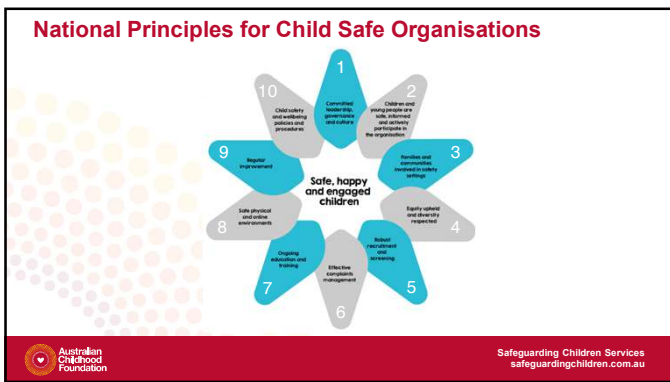 National Principles for Child Safe Organisations
1
Committed
leadership,
governance
and culture
2
Children and
young people are
safe, informed
and actively
participate in
the organisation
3
Families and
communities
involved in safety
settings
4
Equity upheld
and diversity
respected
5
Robust
recruitment
and
screening
6
Effective
complaints
management
7
Ongoing
education and
training
8
Safe physical
and online
environments
9
Regular
improvement
10
Child safety
and wellbeing
policies and
procedures
Safe, happy
and engaged
children
Australian
Childhood
Foundation
Safeguarding Children Services
safeguardingchildren.com.au